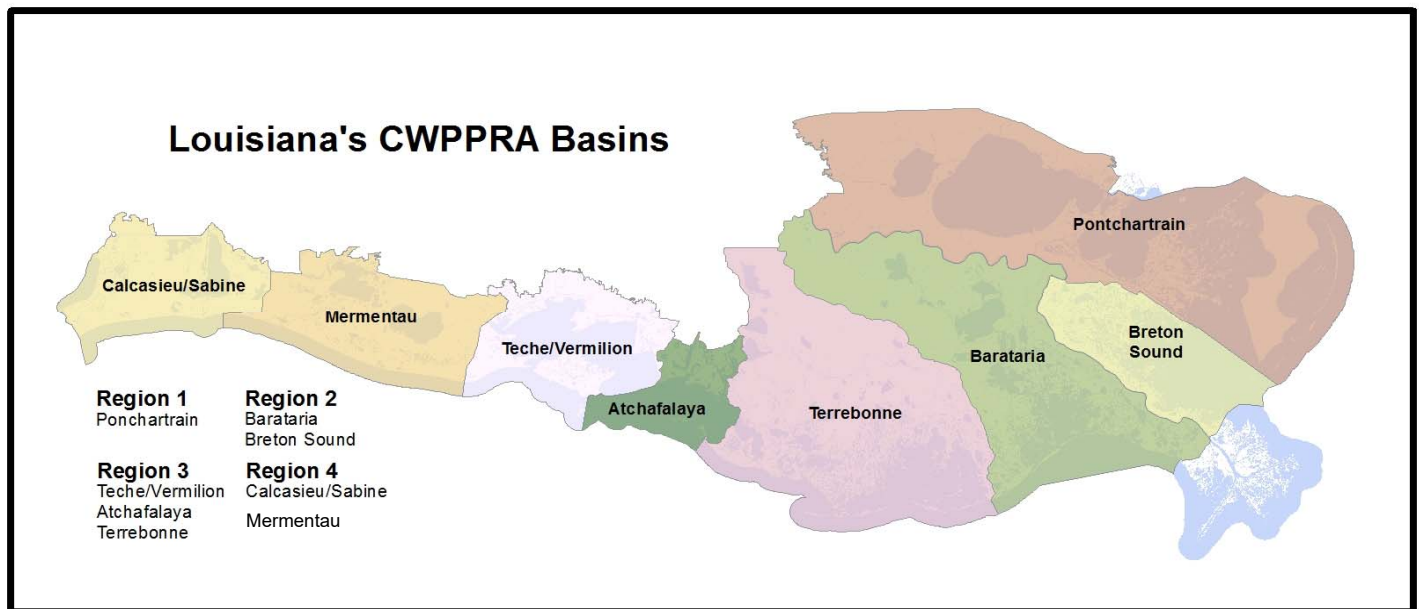 Louisiana's CWPPRA Basins
Pontchartrain
Calcasieu/Sabine
Mermentau
Teche/Vermilion
Breton
Sound
Barataria
Atchafalaya
Terrebonne
Region 1
Ponchartrain
Region 2
Barataria
Breton Sound
Region 3
Teche/Vermilion
Atchafalaya
Terrebonne
Region 4
Calcasieu/Sabine
Mermentau